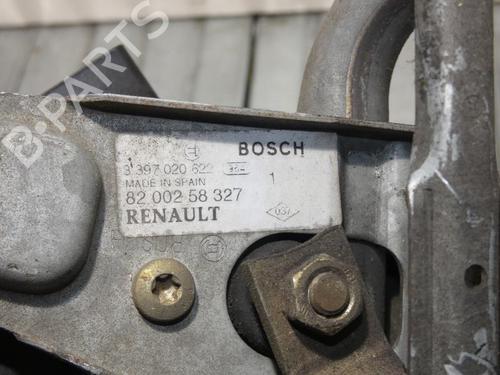 BOSCH
3 397 020 622
MADE IN SPAIN
1
82 002 58 327
RENAULT
B-PARTS